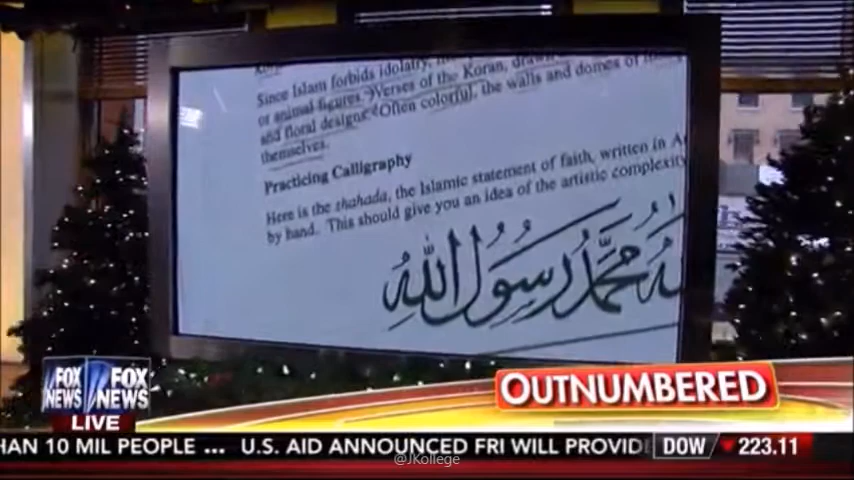 Since Islam forbids idolatry,
or animal figures. Verses of the Koran, drawn
and floral designs. Often colorful, the walls and domes of
themselves.
Practicing Calligraphy
Here is the shahada, the Islamic statement of faith, written in A
by hand. This should give you an idea of the artistic complexity
محمد رسول الله
FOX NEWS FOX NEWS
LIVE
OUTNUMBERED
HAN 10 MIL PEOPLE ... U.S. AID ANNOUNCED FRI WILL PROVID
DOW 223.11
@JKollege